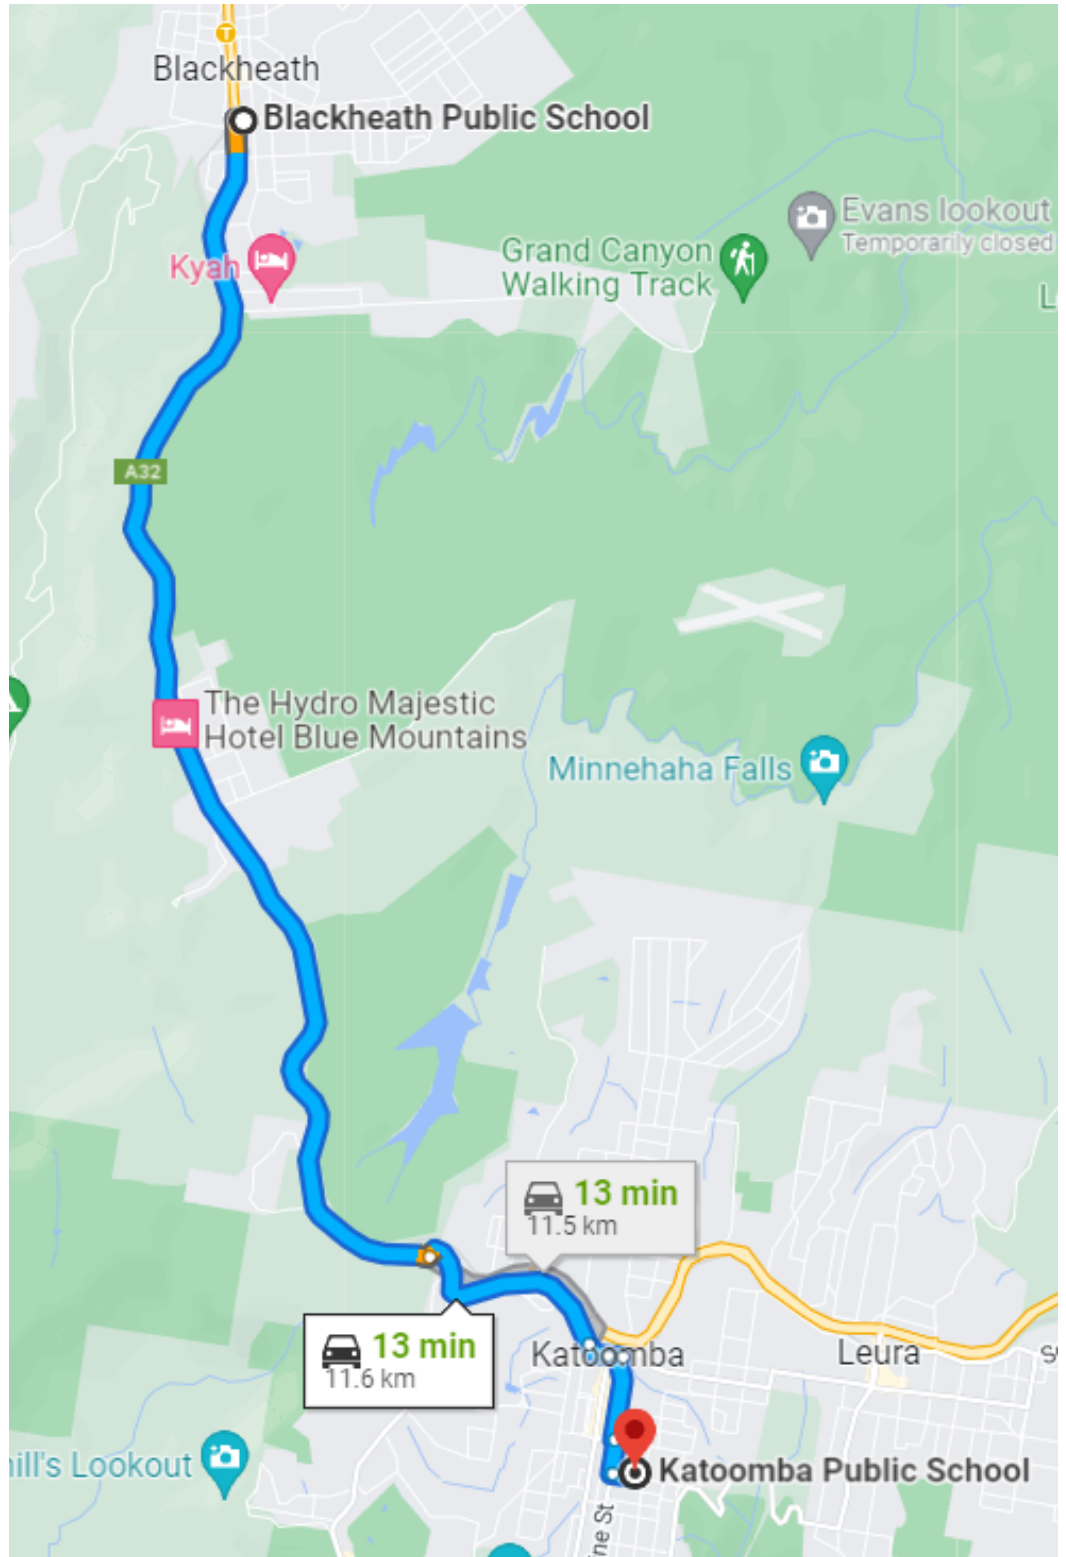 Blackheath
Blackheath Public School
Evans lookout
Temporarily closed
Grand Canyon
Walking Track
Kyah
L
A32
The Hydro Majestic
Hotel Blue Mountains
Minnehaha Falls
13 min
11.5 km
13 min
11.6 km
Katoomba
Leura
ill's Lookout
Katoomba Public School
ne St